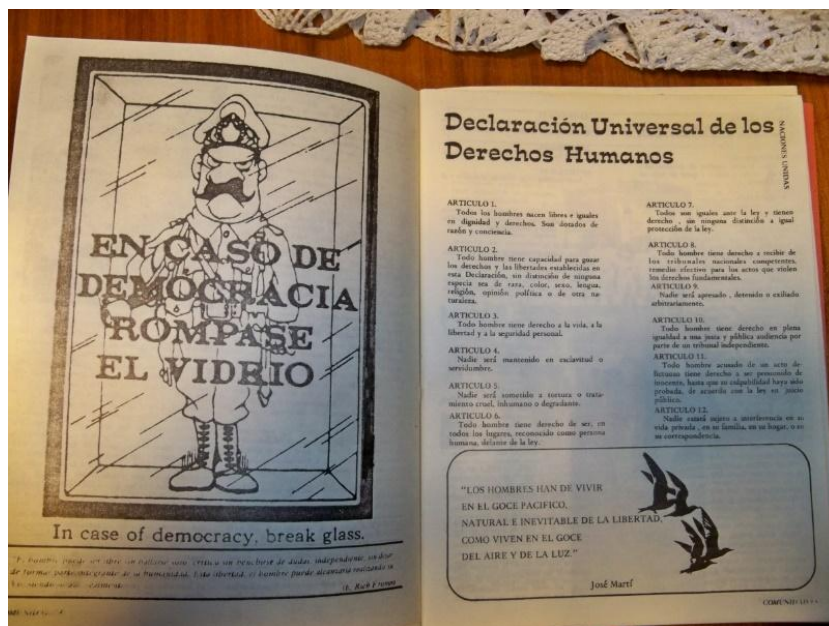 EN CASO DE
DEMOCRACIA
ROMPASE
EL VIDRIO
In case of democracy, break glass.
Declaración Universal de los
Derechos Humanos
NACIONES UNIDAS
ARTICULO 1.
Todos los hombres nacen libres e iguales
en dignidad y derechos. Son dotados de
razón y conciencia.
ARTICULO 2.
Todo hombre tiene capacidad para gozar
los derechos y las libertades establecidas en
esta Declaración, sin distinción de ninguna
especia sea de raza, color, sexo, lengua,
religión, opinión política o de otra na-
turaleza.
ARTICULO 3.
Todo hombre tiene derecho a la vida, a la
libertad y a la seguridad personal.
ARTICULO 4.
Nadie será mantenido en esclavitud o
servidumbre.
ARTICULO 5.
Nadie será sometido a tortura o trata-
miento cruel, inhumano o degradante.
ARTICULO 6.
Todo hombre tiene derecho de ser, en
todos los lugares, reconocido como persona
humana, delante de la ley.
ARTICULO 7.
Todos son iguales ante la ley y tienen
derecho , sin ninguna distinción a igual
protección de la ley.
ARTICULO 8.
Todo hombre tiene derecho a recibir de
los tribunales nacionales competentes,
remedio efectivo para los actos que violen
los derechos fundamentales.
ARTICULO 9.
Nadie será apresado , detenido o exiliado
arbitrariamente.
ARTICULO 10.
Todo hombre tiene derecho en plena
igualdad a una justa y pública audiencia por
parte de un tribunal independiente.
ARTICULO 11.
Todo hombre acusado de un acto de-
lictuoso tiene derecho a ser presumido de
inocente, hasta que su culpabilidad haya sido
probada, de acuerdo con la ley en juicio
público.
ARTICULO 12.
Nadie estará sujeto a interferencia en su
vida privada , en su familia, en su hogar, o en
su correspondencia.
"LOS HOMBRES HAN DE VIVIR
EN EL GOCE PACIFICO,
NATURAL E INEVITABLE DE LA LIBERTAD,
COMO VIVEN EN EL GOCE
DEL AIRE Y DE LA LUZ."
José Martí